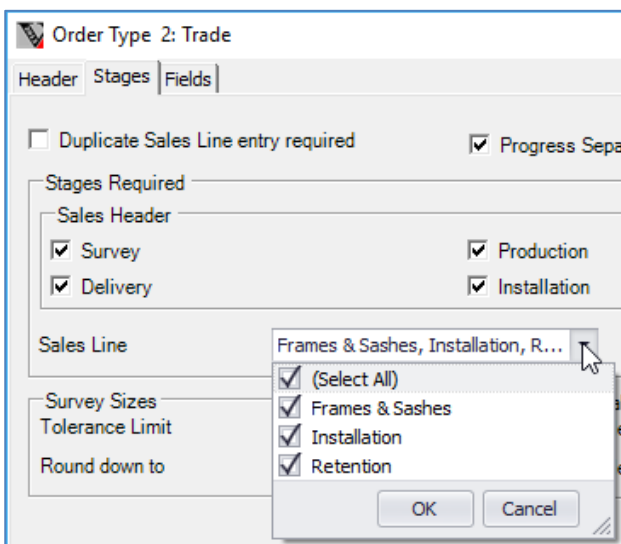 Order Type 2: Trade
Header Stages Fields
Duplicate Sales Line entry required
Progress Sepa
Stages Required
Sales Header
Survey Production
Delivery Installation
Sales Line Frames & Sashes, Installation, R...
(Select All)
Frames & Sashes
Installation
Retention
Survey Sizes
Tolerance Limit
Round down to
OK Cancel